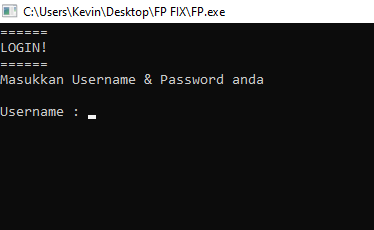 C:\Users\Kevin\Desktop\FP FIX\FP.exe
======
LOGIN!
======
Masukkan Username & Password anda
Username :